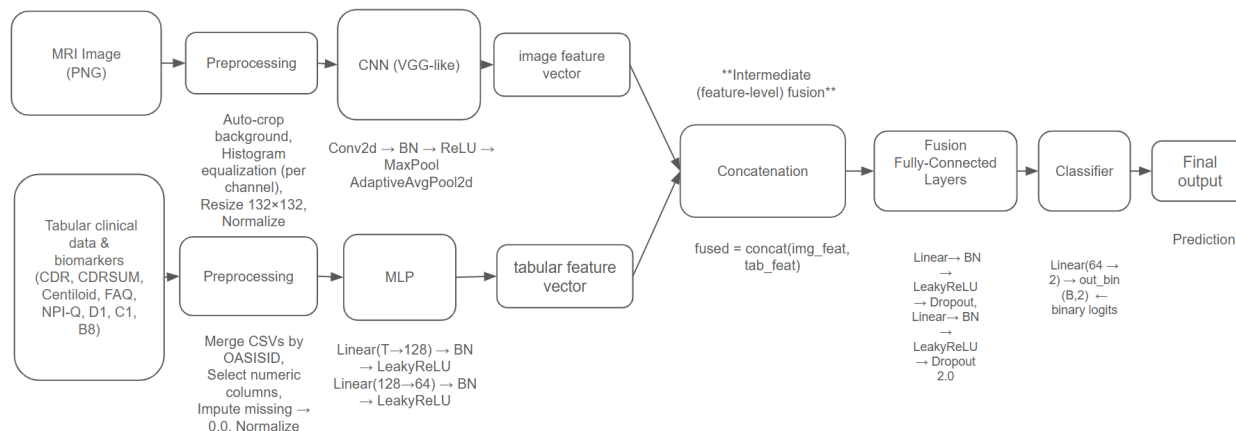 MRI Image
(PNG)
Preprocessing
CNN (VGG-like)
image feature
vector
Auto-crop
background,
Histogram
equalization (per
channel),
Resize 132×132,
Normalize
Conv2d → BN → ReLU →
MaxPool
AdaptiveAvgPool2d
Tabular clinical
data &
biomarkers
(CDR, CDRSUM,
Centiloid, FAQ,
NPI-Q, D1, C1,
B8)
Preprocessing
MLP
tabular feature
vector
Merge CSVs by
OASISID,
Select numeric
columns,
Impute missing →
0.0, Normalize
Linear(T→128) → BN
→ LeakyReLU
Linear(128→64) → BN
→ LeakyReLU
**Intermediate
(feature-level) fusion**
Concatenation
fused = concat(img_feat,
tab_feat)
Fusion
Fully-Connected
Layers
Linear→ BN
→
LeakyReLU
→ Dropout,
Linear→ BN
→
LeakyReLU
→ Dropout
2.0
Classifier
Linear(64 →
2) → out_bin
(B,2) ←
binary logits
Final
output
Prediction